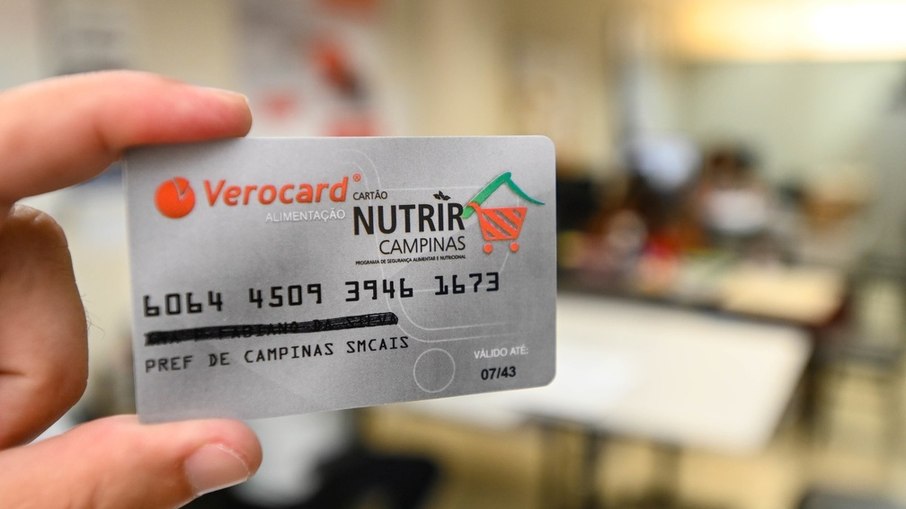 Verocard®
ALIMENTAÇÃO
CARTÃO
NUTRIR
CAMPINAS
PROGRAMA DE SEGURANÇA ALIMENTAR E NUTRICIONAL
6064 4509 3946 1673
PREF DE CAMPINAS SMCAIS
VÁLIDO ATÉ:
07/43